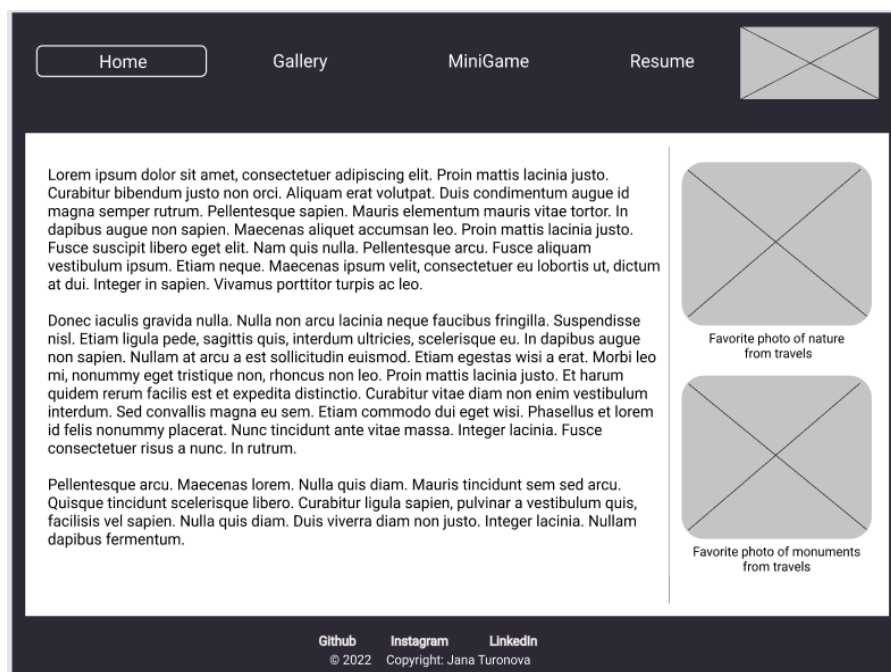 Home Gallery MiniGame Resume
Lorem ipsum dolor sit amet, consectetuer adipiscing elit. Proin mattis lacinia justo.
Curabitur bibendum justo non orci. Aliquam erat volutpat. Duis condimentum augue id
magna semper rutrum. Pellentesque sapien. Mauris elementum mauris vitae tortor. In
dapibus augue non sapien. Maecenas aliquet accumsan leo. Proin mattis lacinia justo.
Fusce suscipit libero eget elit. Nam quis nulla. Pellentesque arcu. Fusce aliquam
vestibulum ipsum. Etiam neque. Maecenas ipsum velit, consectetuer eu lobortis ut, dictum
at dui. Integer in sapien. Vivamus porttitor turpis ac leo.
Donec iaculis gravida nulla. Nulla non arcu lacinia neque faucibus fringilla. Suspendisse
nisl. Etiam ligula pede, sagittis quis, interdum ultricies, scelerisque eu. In dapibus augue
non sapien. Nullam at arcu a est sollicitudin euismod. Etiam egestas wisi a erat. Morbi leo
mi, nonummy eget tristique non, rhoncus non leo. Proin mattis lacinia justo. Et harum
quidem rerum facilis est et expedita distinctio. Curabitur vitae diam non enim vestibulum
interdum. Sed convallis magna eu sem. Etiam commodo dui eget wisi. Phasellus et lorem
id felis nonummy placerat. Nunc tincidunt ante vitae massa. Integer lacinia. Fusce
consectetuer risus a nunc. In rutrum.
Pellentesque arcu. Maecenas lorem. Nulla quis diam. Mauris tincidunt sem sed arcu.
Quisque tincidunt scelerisque libero. Curabitur ligula sapien, pulvinar a vestibulum quis,
facilisis vel sapien. Nulla quis diam. Duis viverra diam non justo. Integer lacinia. Nullam
dapibus fermentum.
Favorite photo of nature
from travels
Favorite photo of monuments
from travels
Github Instagram LinkedIn
© 2022 Copyright: Jana Turonova